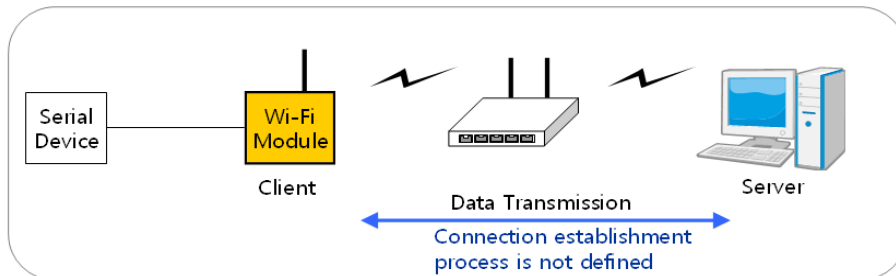 Serial
Device
Wi-Fi
Module
Client
Server
Data Transmission
Connection establishment
process is not defined